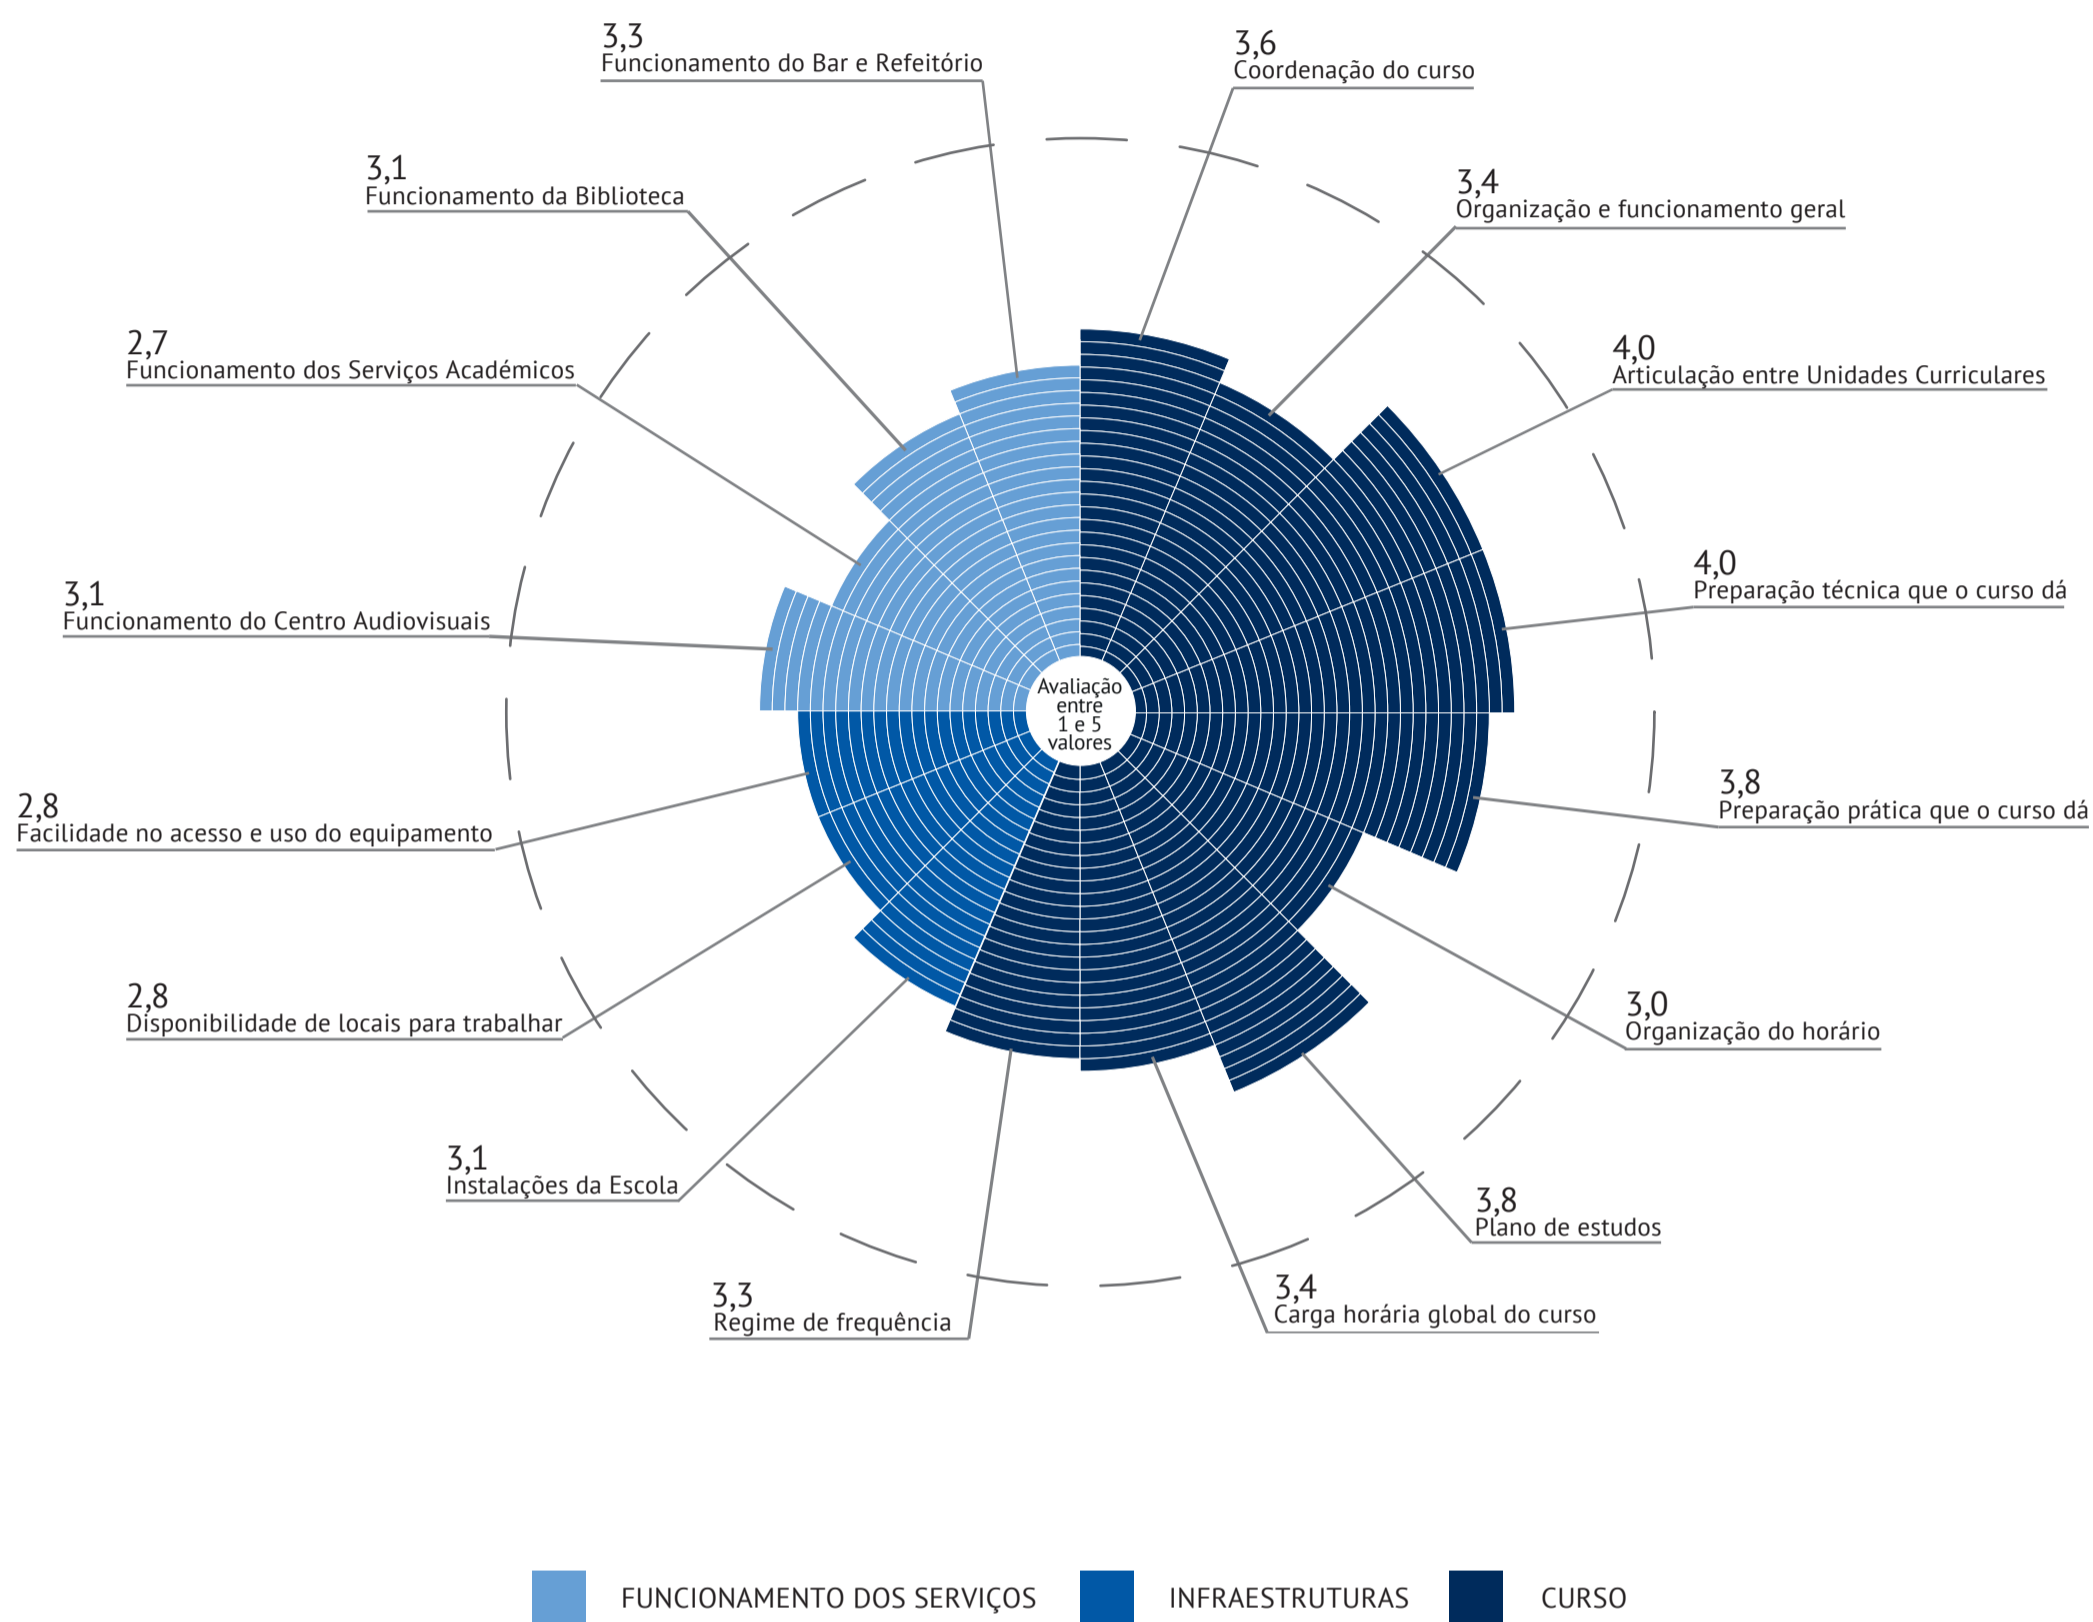 3,3
Funcionamento do Bar e Refeitório
3,6
Coordenação do curso
3,1
Funcionamento da Biblioteca
3,4
Organização e funcionamento geral
2,7
Funcionamento dos Serviços Académicos
4,0
Articulação entre Unidades Curriculares
3,1
Funcionamento do Centro Audiovisuais
4,0
Preparação técnica que o curso dá
Avaliação
entre
1 e 5
valores
2,8
Facilidade no acesso e uso do equipamento
3,8
Preparação prática que o curso dá
2,8
Disponibilidade de locais para trabalhar
3,0
Organização do horário
3,1
Instalações da Escola
3,8
Plano de estudos
3,3
Regime de frequência
3,4
Carga horária global do curso
FUNCIONAMENTO DOS SERVIÇOS
INFRAESTRUTURAS
CURSO